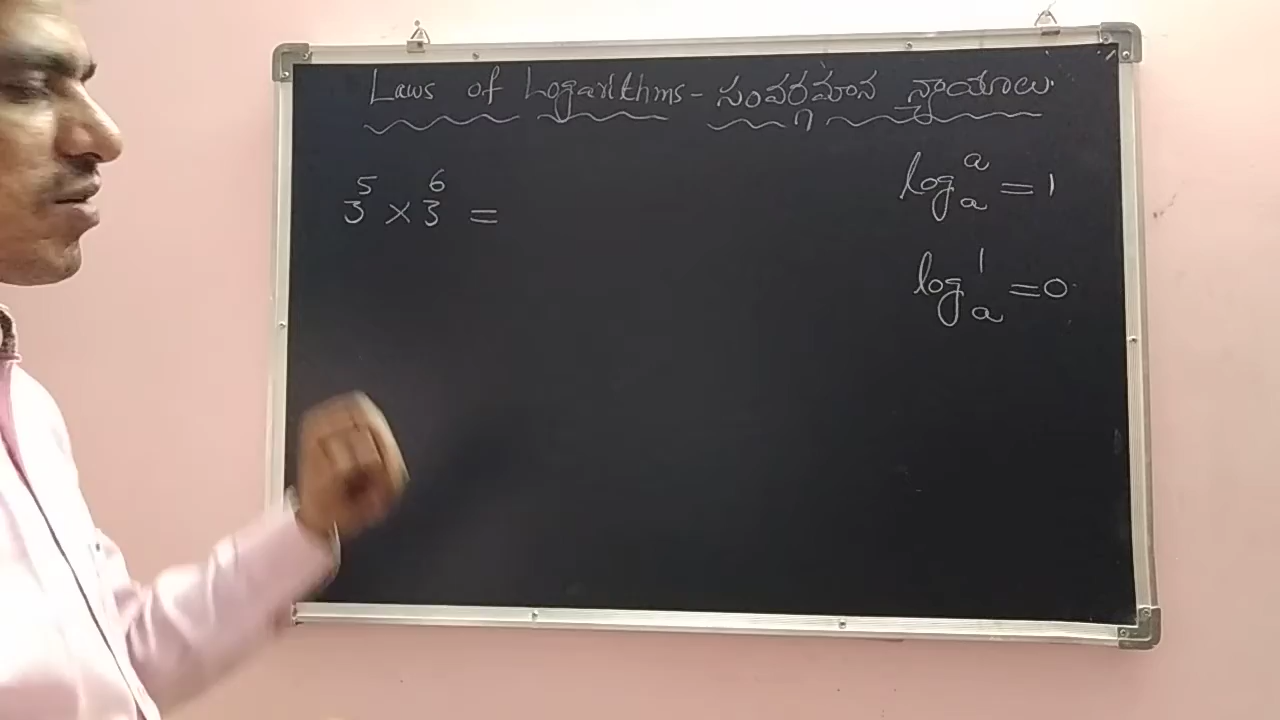 Laws of Logarithms - సంవర్గమాన న్యాయాలు
3^5 × 3^6 =
log_a^a = 1
log_a^1 = 0